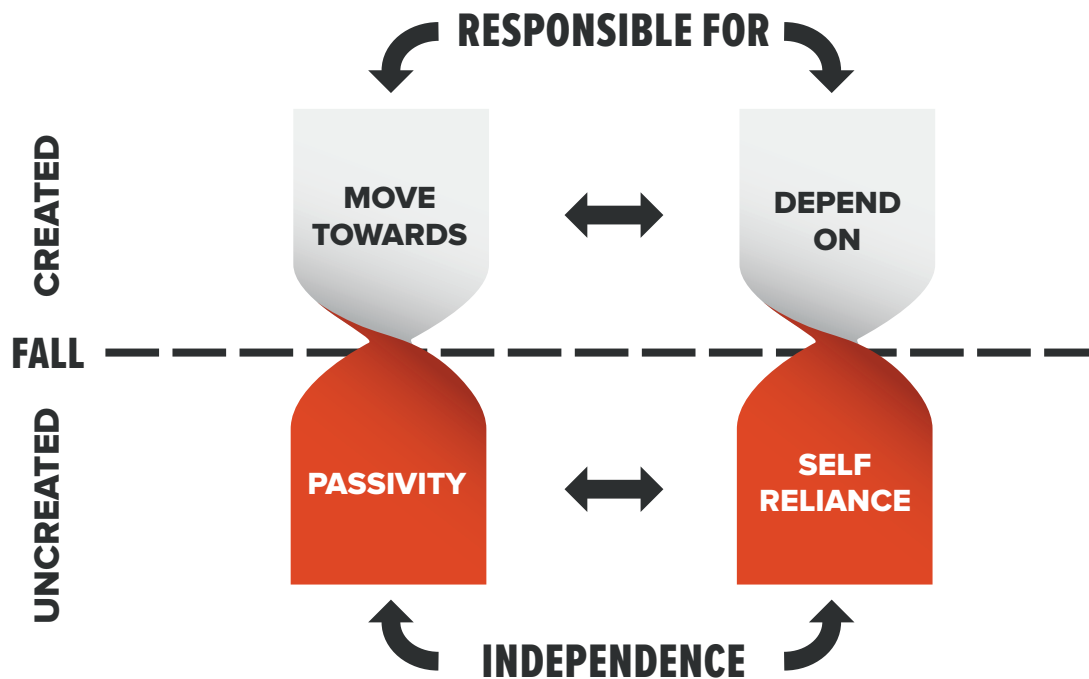 RESPONSIBLE FOR
CREATED
MOVE
TOWARDS
DEPEND
ON
FALL
UNCREATED
PASSIVITY
SELF
RELIANCE
INDEPENDENCE